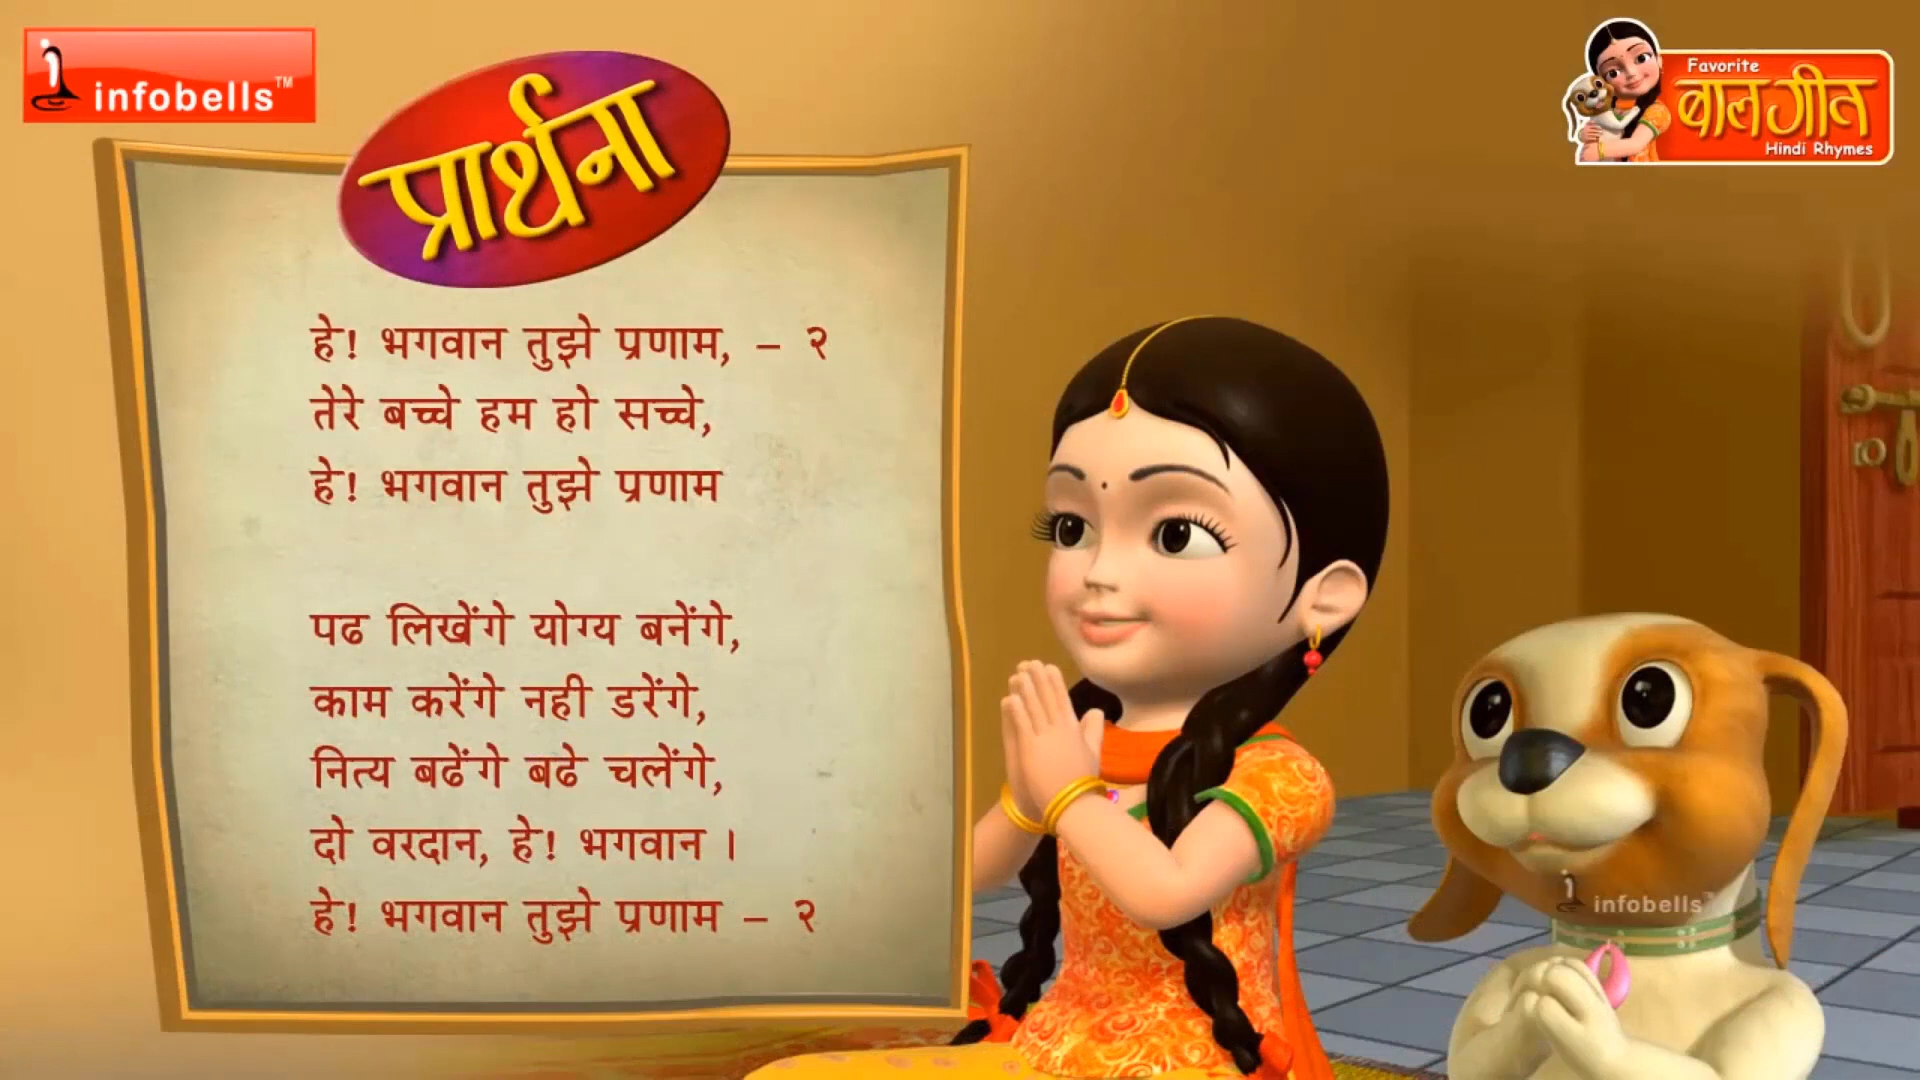 infobells™
Favorite
बालगीत
Hindi Rhymes
प्रार्थना
हे! भगवान तुझे प्रणाम, – २
तेरे बच्चे हम हो सच्चे,
हे! भगवान तुझे प्रणाम
पढ लिखेंगे योग्य बनेंगे,
काम करेंगे नही डरेंगे,
नित्य बढेंगे बढे चलेंगे,
दो वरदान, हे! भगवान ।
हे! भगवान तुझे प्रणाम – २
infobells™